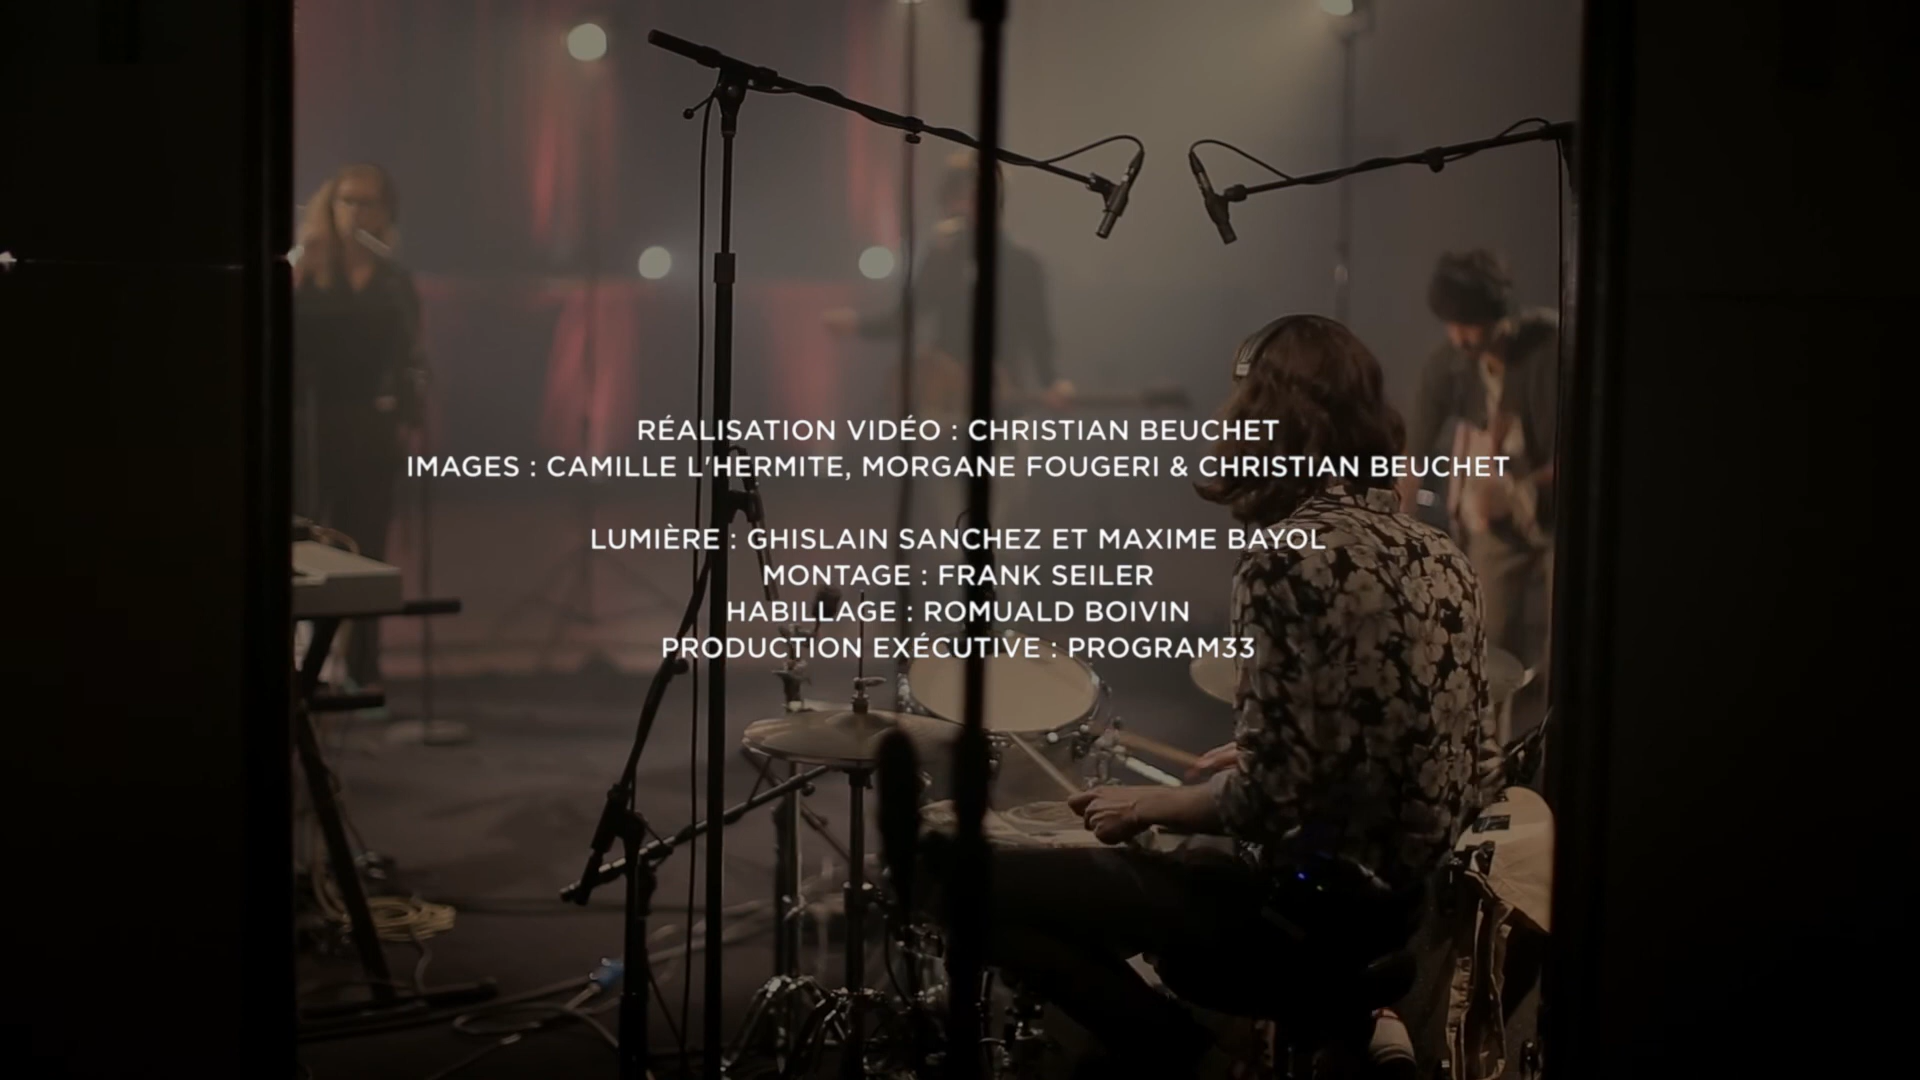 RÉALISATION VIDÉO : CHRISTIAN BEUCHET
IMAGES : CAMILLE L'HERMITE, MORGANE FOUGERI & CHRISTIAN BEUCHET
LUMIÈRE : GHISLAIN SANCHEZ ET MAXIME BAYOL
MONTAGE : FRANK SEILER
HABILLAGE : ROMUALD BOIVIN
PRODUCTION EXÉCUTIVE : PROGRAM33